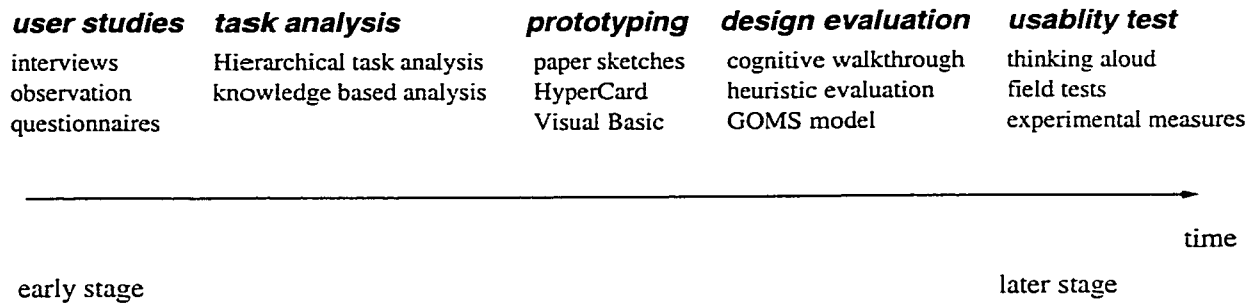 user studies task analysis prototyping design evaluation usablity test
interviews Hierarchical task analysis paper sketches cognitive walkthrough thinking aloud
observation knowledge based analysis HyperCard heuristic evaluation field tests
questionnaires Visual Basic GOMS model experimental measures
time
early stage later stage